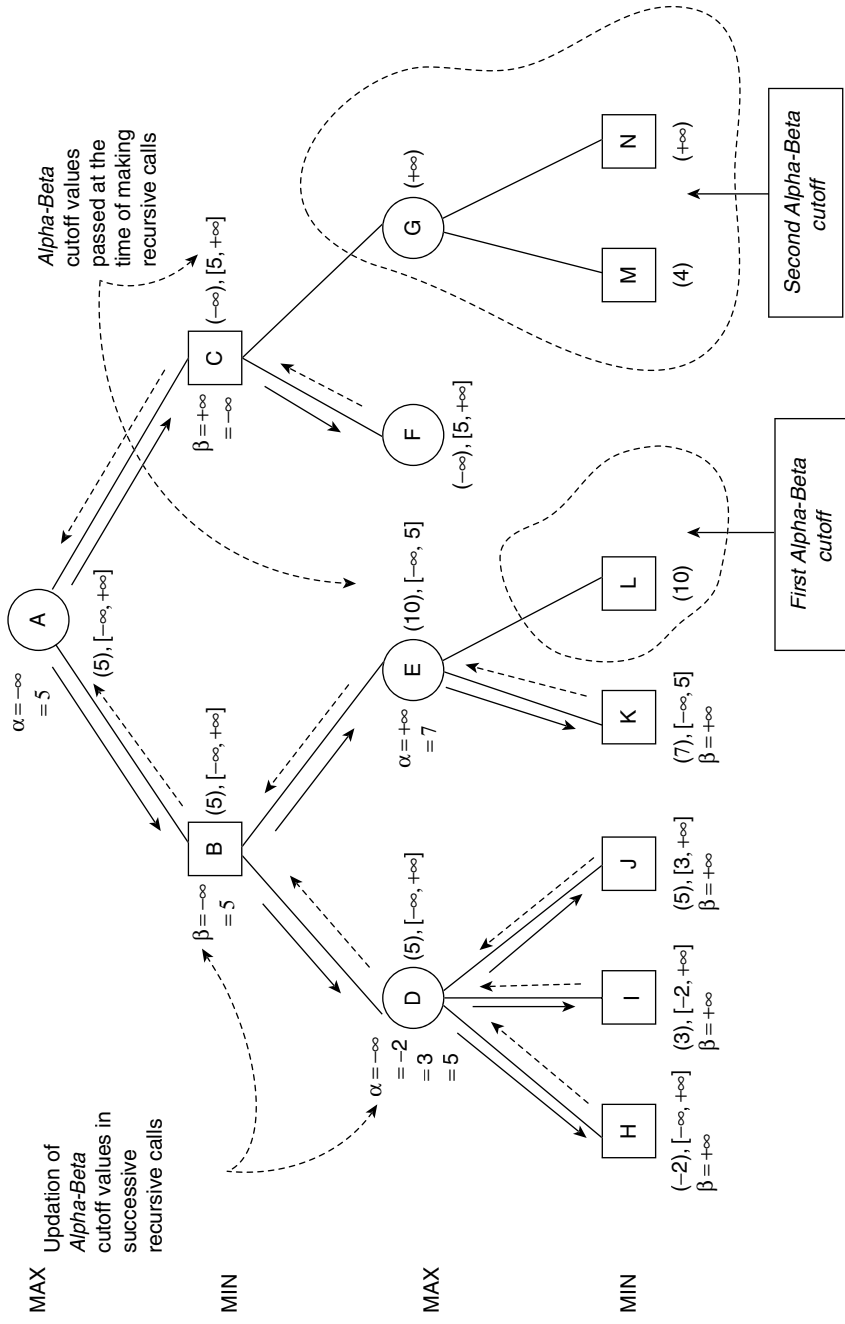 MAX
Updation of
Alpha-Beta
cutoff values in
successive
recursive calls
α = −∞
= 5
A
(5), [−∞, +∞]
Alpha-Beta
cutoff values
passed at the
time of making
recursive calls
MIN
β = −∞
= 5
B
(5), [−∞, +∞]
β = +∞
= −∞
C
(−∞), [5, +∞]
MAX
α = −∞
= −2
= 3
= 5
D
(5), [−∞, +∞]
α = +∞
= 7
E
(10), [−∞, 5]
F
(−∞), [5, +∞]
G
(+∞)
MIN
H
(−2), [−∞, +∞]
β = +∞
I
(3), [−2, +∞]
β = +∞
J
(5), [3, +∞]
β = +∞
K
(7), [−∞, 5]
β = +∞
L
(10)
M
(4)
N
(+∞)
First Alpha-Beta
cutoff
Second Alpha-Beta
cutoff